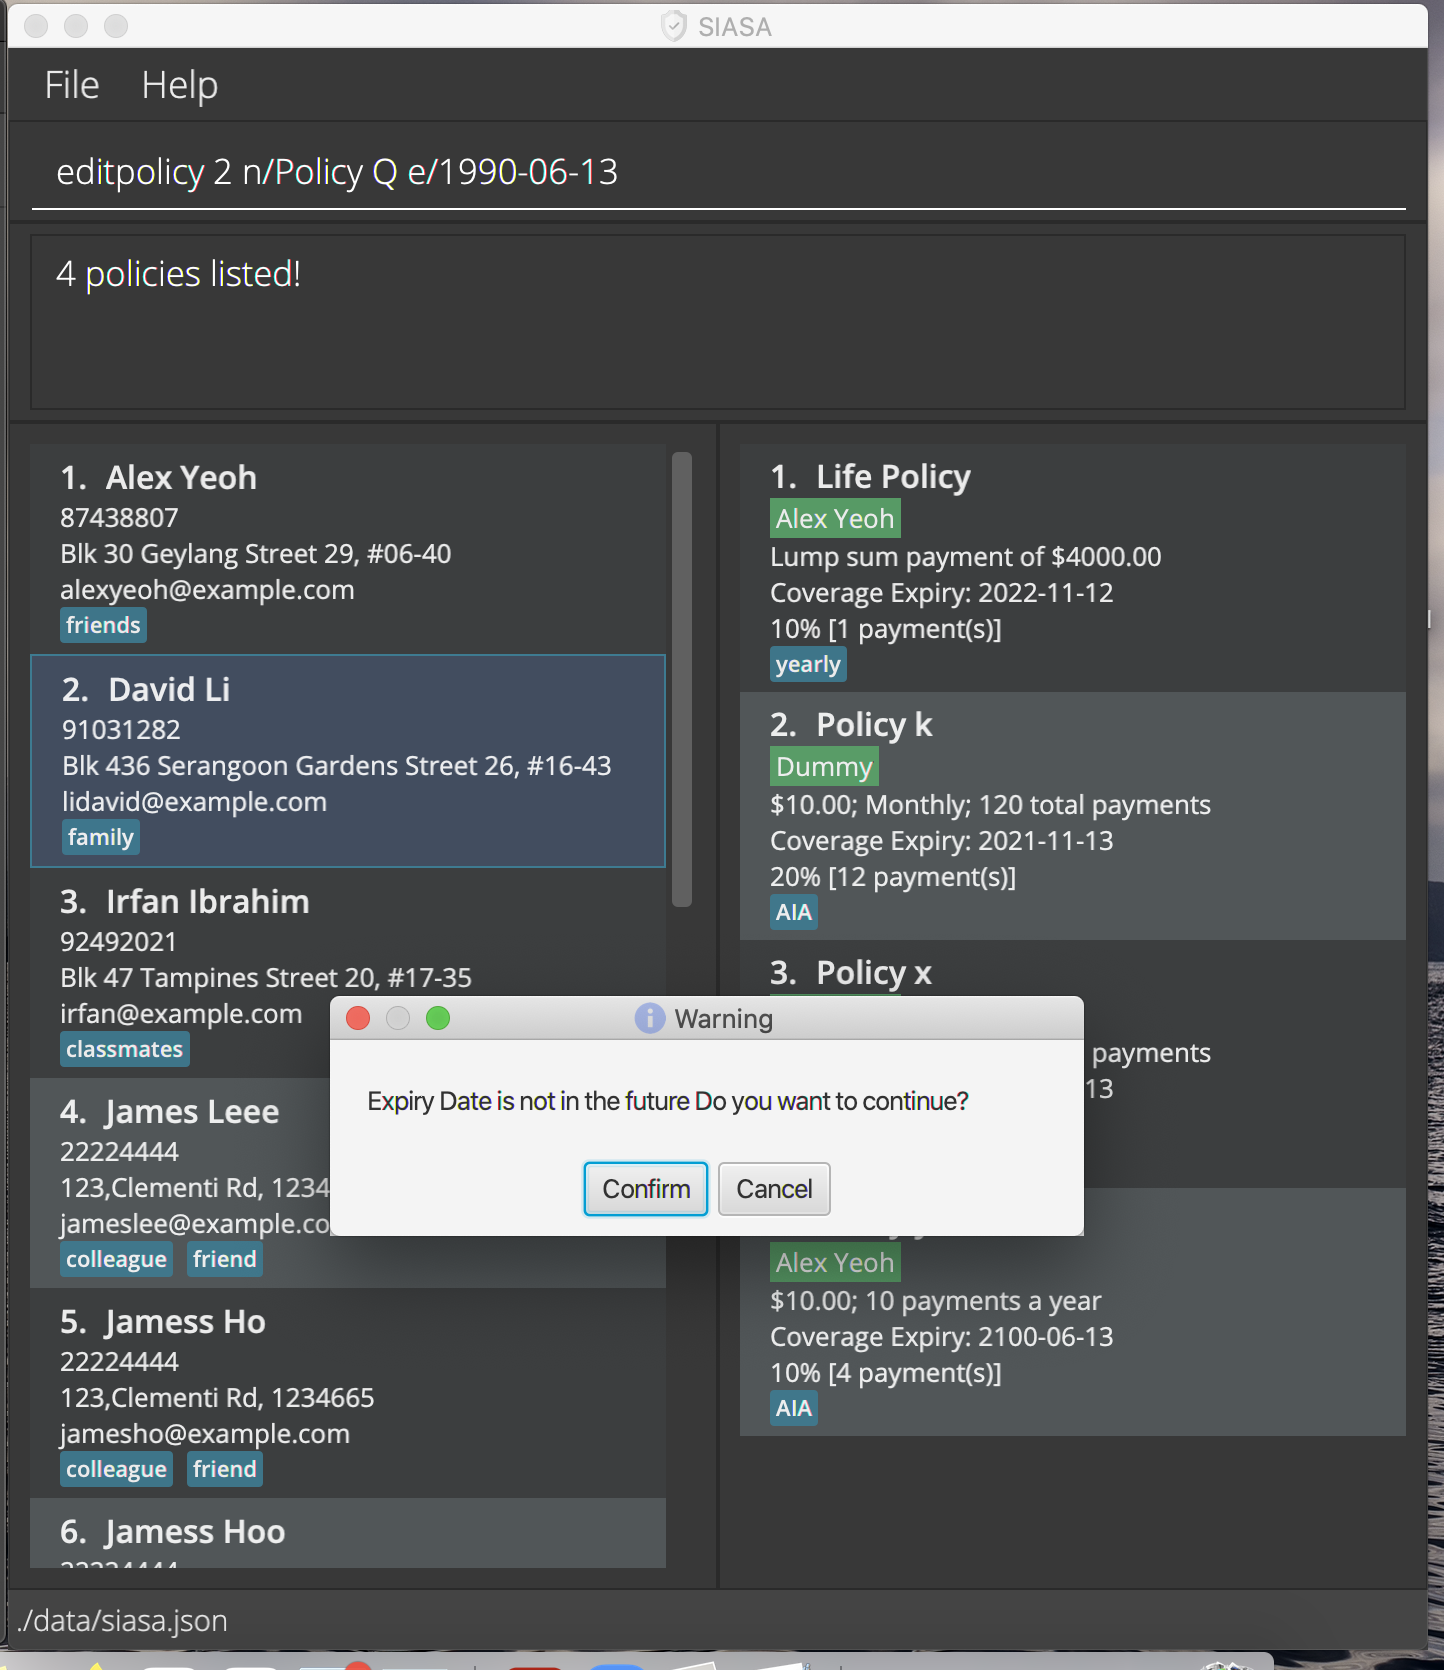 SIASA
File Help
editpolicy 2 n/Policy Q e/1990-06-13
4 policies listed!
1. Alex Yeoh
87438807
Blk 30 Geylang Street 29, #06-40
alexyeoh@example.com
friends
2. David Li
91031282
Blk 436 Serangoon Gardens Street 26, #16-43
lidavid@example.com
family
3. Irfan Ibrahim
92492021
Blk 47 Tampines Street 20, #17-35
irfan@example.com
classmates
4. James Leee
22224444
123,Clementi Rd, 1234
jameslee@example.co
colleague friend
5. Jamess Ho
22224444
123,Clementi Rd, 1234665
jamesho@example.com
colleague friend
6. Jamess Hoo
1. Life Policy
Alex Yeoh
Lump sum payment of $4000.00
Coverage Expiry: 2022-11-12
10% [1 payment(s)]
yearly
2. Policy k
Dummy
$10.00; Monthly; 120 total payments
Coverage Expiry: 2021-11-13
20% [12 payment(s)]
AIA
3. Policy x
payments
13
Alex Yeoh
$10.00; 10 payments a year
Coverage Expiry: 2100-06-13
10% [4 payment(s)]
AIA
Warning
Expiry Date is not in the future Do you want to continue?
Confirm Cancel
./data/siasa.json